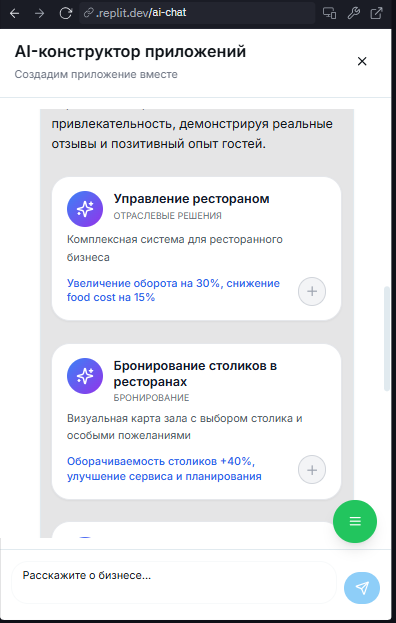 .replit.dev/ai-chat
AI-конструктор приложений
Создадим приложение вместе
привлекательность, демонстрируя реальные
отзывы и позитивный опыт гостей.
Управление рестораном
ОТРАСЛЕВЫЕ РЕШЕНИЯ
Комплексная система для ресторанного
бизнеса
Увеличение оборота на 30%, снижение
food cost на 15%
Бронирование столиков в
ресторанах
БРОНИРОВАНИЕ
Визуальная карта зала с выбором столика и
особыми пожеланиями
Оборачиваемость столиков +40%,
улучшение сервиса и планирования
Расскажите о бизнесе...